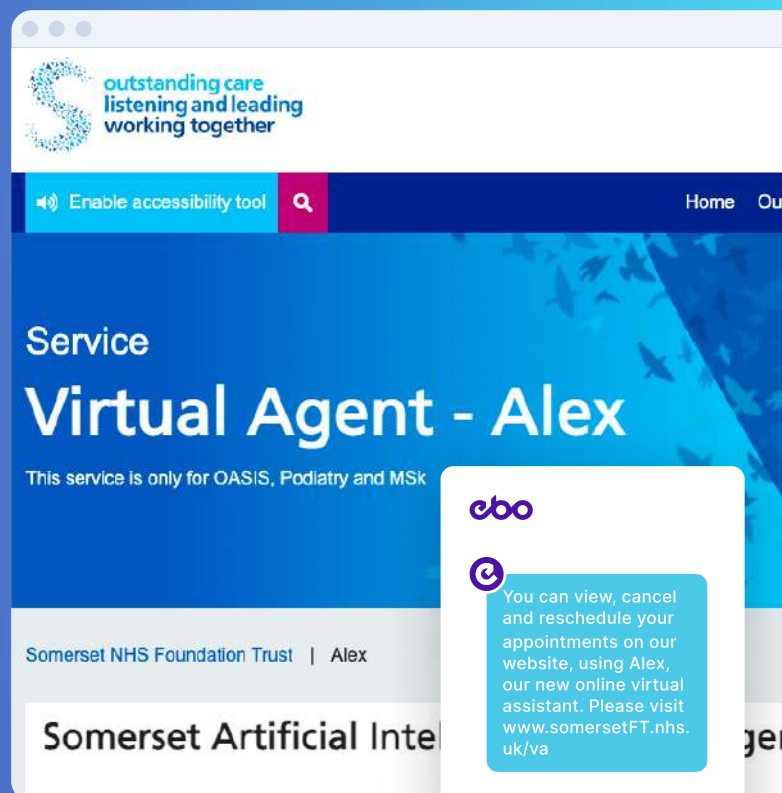 outstanding care
listening and leading
working together
Enable accessibility tool
Home
Service
Virtual Agent - Alex
This service is only for OASIS, Podiatry and MSk
ebo
You can view, cancel
and reschedule your
appointments on our
website, using Alex,
our new online virtual
assistant. Please visit
www.somersetFT.nhs.
uk/va
Somerset NHS Foundation Trust | Alex
Somerset Artificial